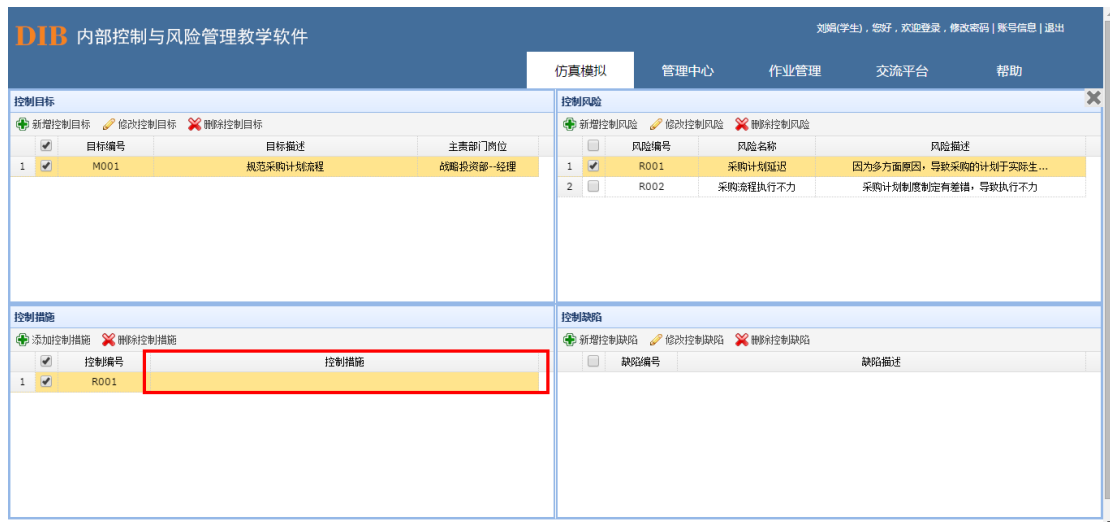 DIB 内部控制与风险管理教学软件
刘娟(学生)，您好，欢迎登录，修改密码 | 账号信息 | 退出
仿真模拟 管理中心 作业管理 交流平台 帮助
控制目标
新增控制目标 修改控制目标 删除控制目标
目标编号 目标描述 主责部门岗位
1 M001 规范采购计划流程 战略投资部--经理
控制风险
新增控制风险 修改控制风险 删除控制风险
风险编号 风险名称 风险描述
1 R001 采购计划延迟 因为多方面原因，导致采购的计划于实际生...
2 R002 采购流程执行不力 采购计划制度制定有差错，导致执行不力
控制措施
添加控制措施 删除控制措施
控制编号 控制措施
1 R001
控制缺陷
新增控制缺陷 修改控制缺陷 删除控制缺陷
缺陷编号 缺陷描述